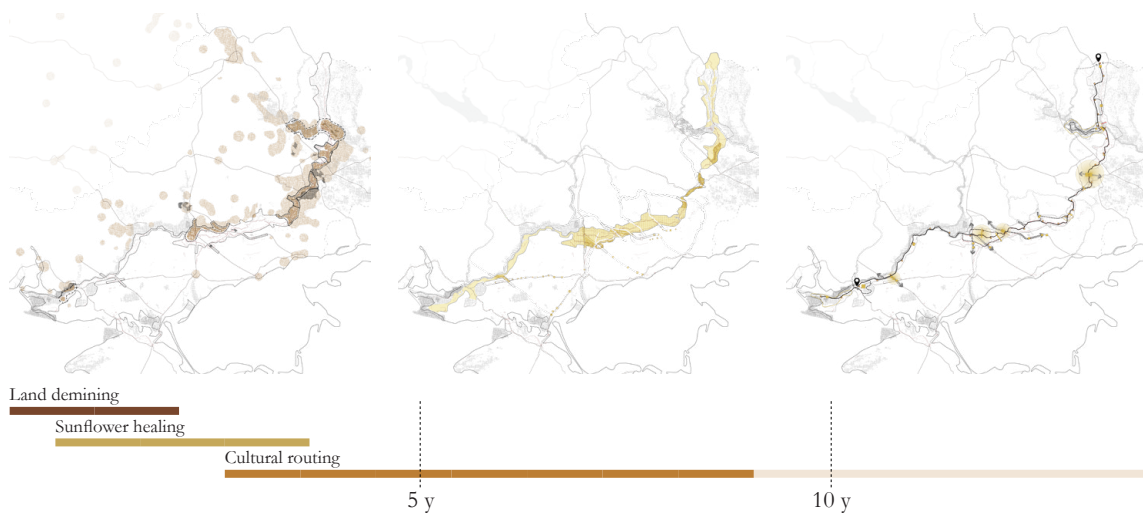 Land demining
Sunflower healing
Cultural routing
5 y
10 y